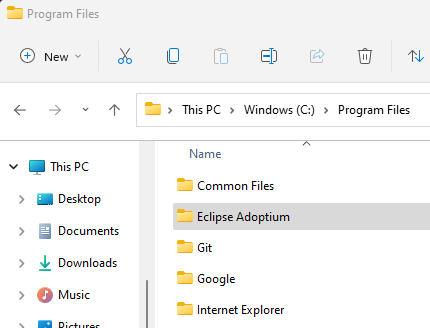 Program Files
New
This PC > Windows (C:) > Program Files
Name
This PC
Desktop
Documents
Downloads
Music
Pictures
Common Files
Eclipse Adoptium
Git
Google
Internet Explorer